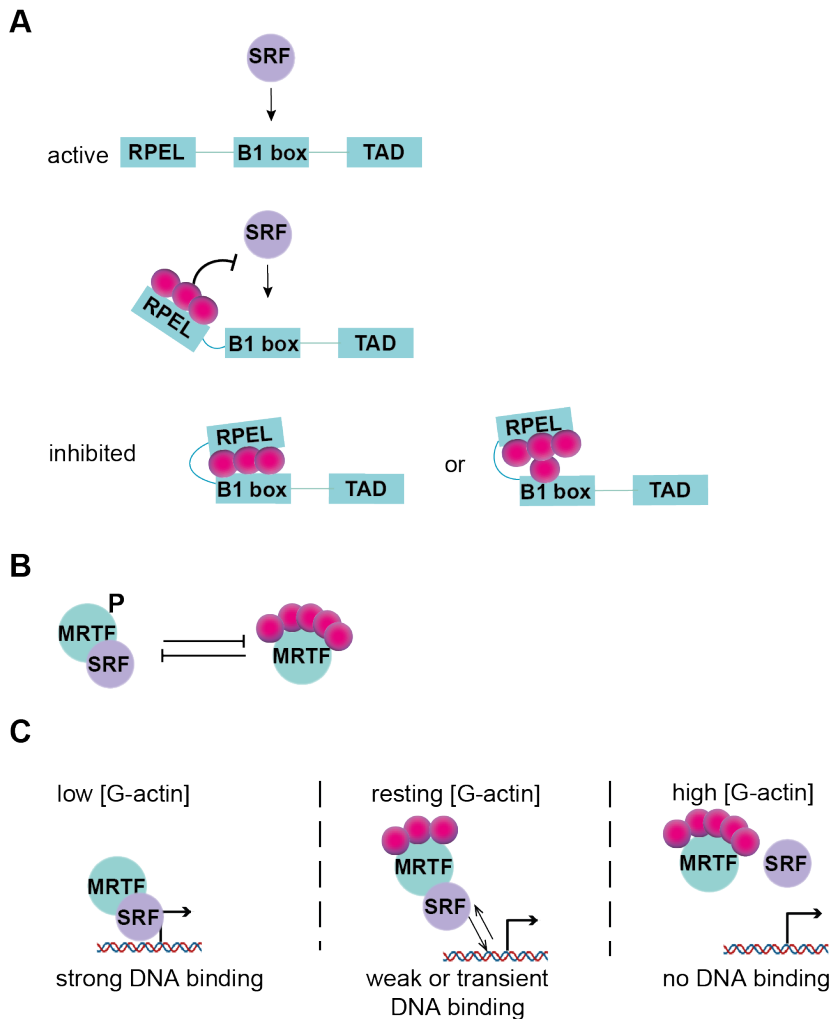 A
SRF
active
RPEL
B1 box
TAD
SRF
RPEL
B1 box
TAD
inhibited
RPEL
B1 box
TAD
or
RPEL
B1 box
TAD
B
P
MRTF
SRF
MRTF
C
low [G-actin]
resting [G-actin]
high [G-actin]
MRTF
SRF
MRTF
SRF
MRTF
SRF
strong DNA binding
weak or transient
DNA binding
no DNA binding